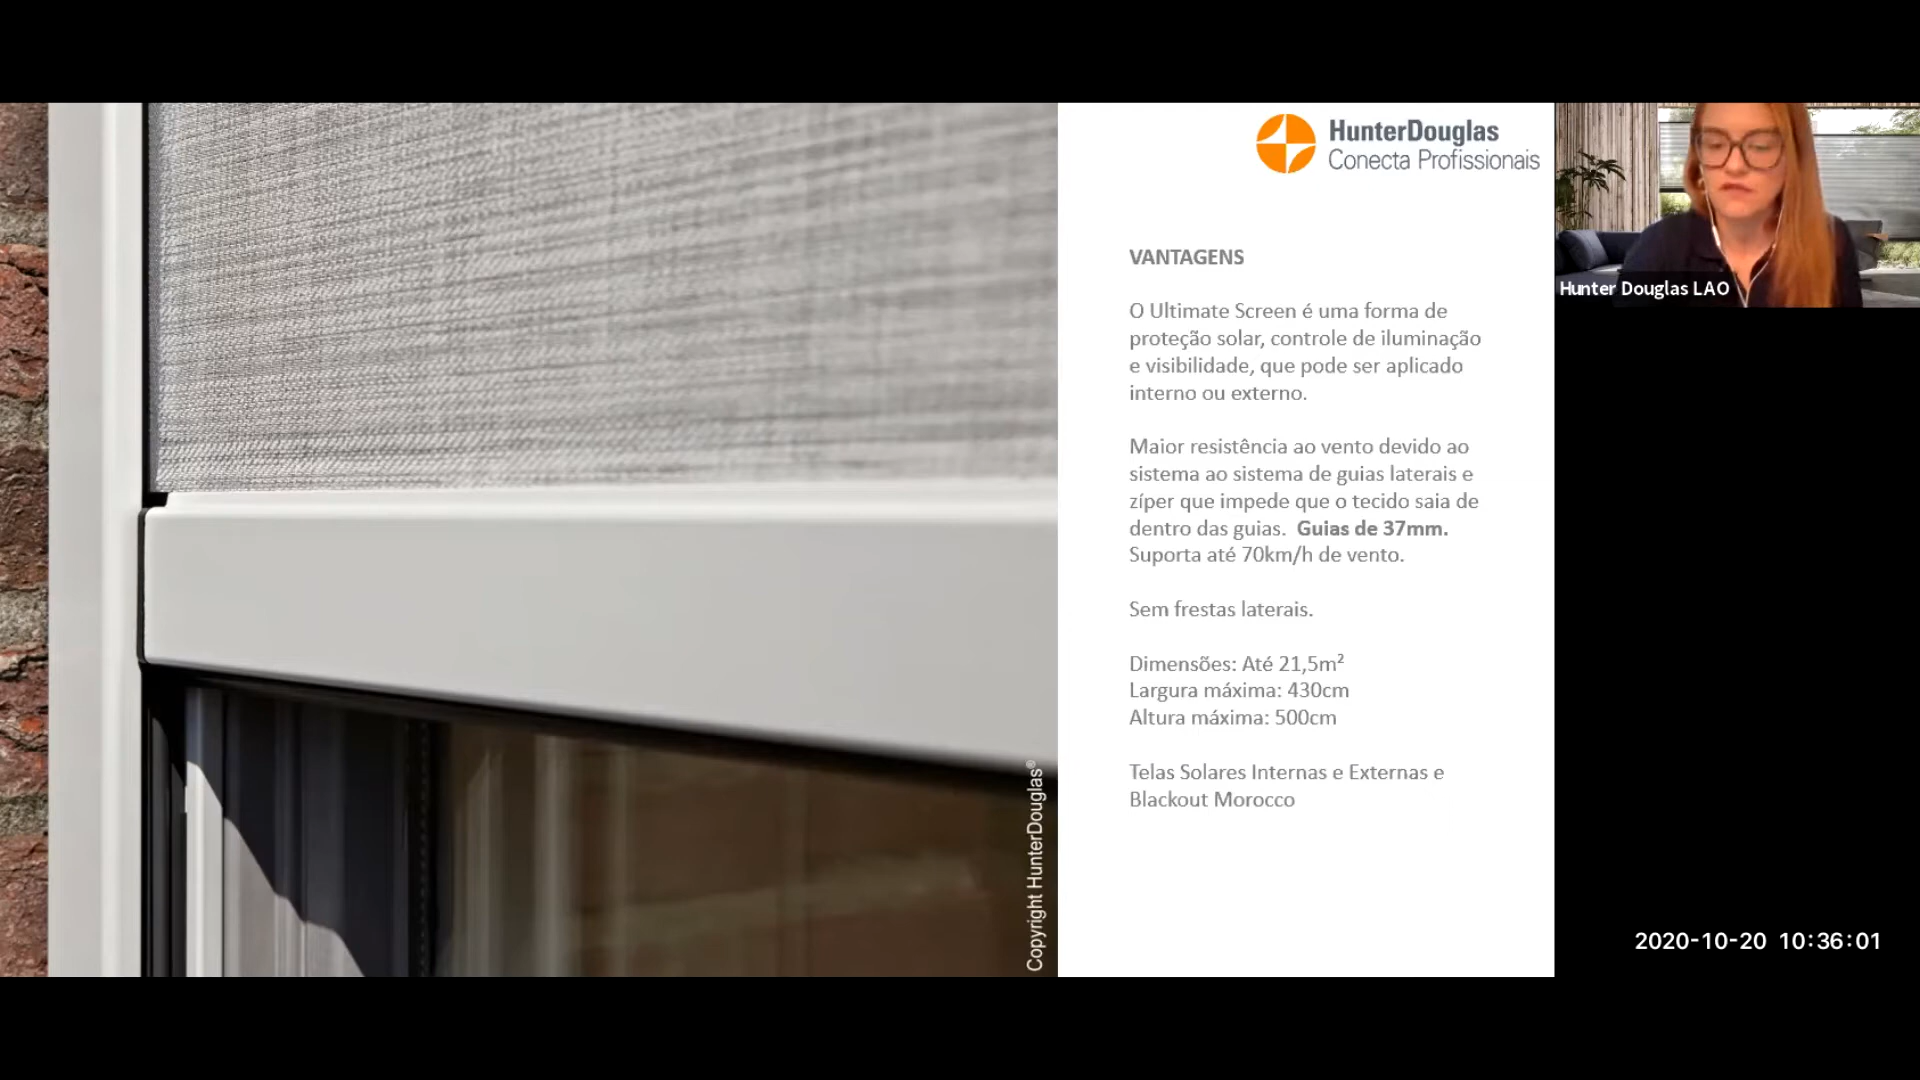 HunterDouglas
Conecta Profissionais
VANTAGENS
O Ultimate Screen é uma forma de
proteção solar, controle de iluminação
e visibilidade, que pode ser aplicado
interno ou externo.
Maior resistência ao vento devido ao
sistema ao sistema de guias laterais e
zíper que impede que o tecido saia de
dentro das guias. Guias de 37mm.
Suporta até 70km/h de vento.
Sem frestas laterais.
Dimensões: Até 21,5m²
Largura máxima: 430cm
Altura máxima: 500cm
Telas Solares Internas e Externas e
Blackout Morocco
Copyright HunterDouglas®
Hunter Douglas LAO
2020-10-20 10:36:01